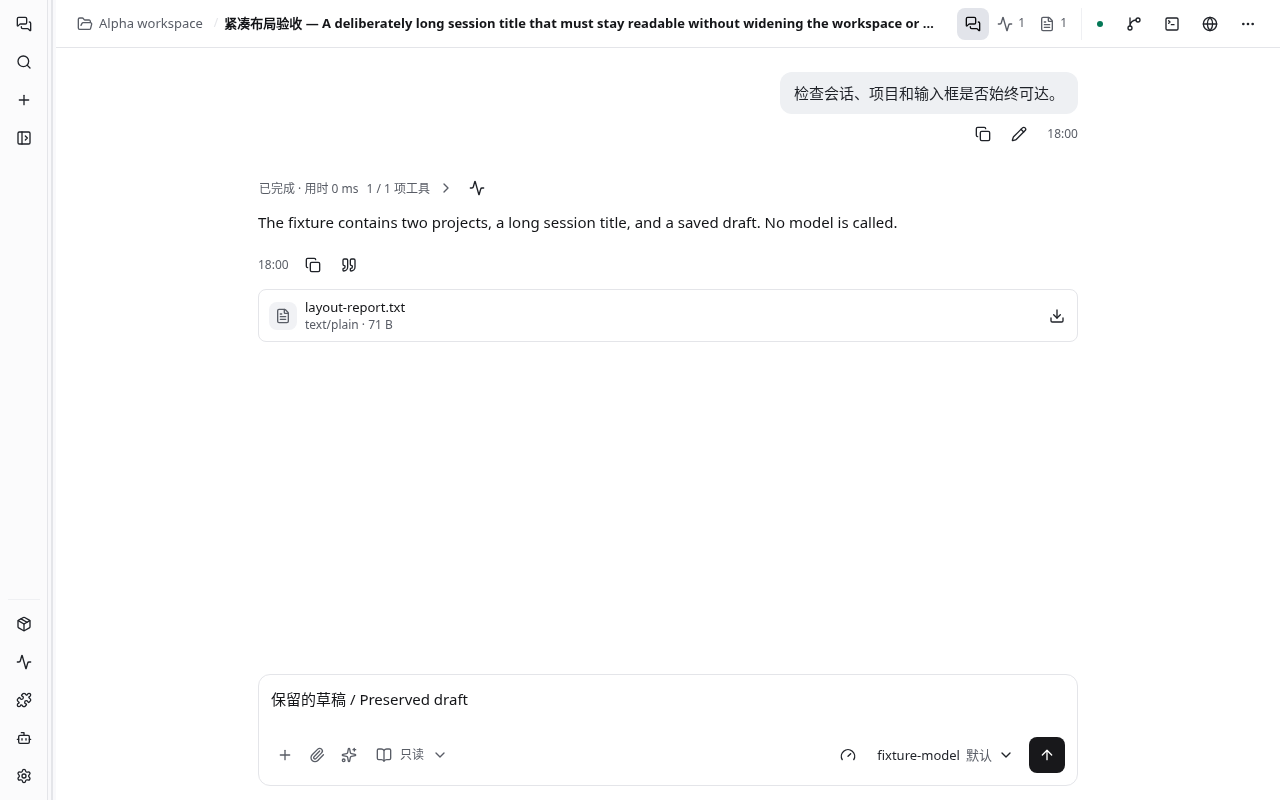 Alpha workspace / 紧凑布局验收 — A deliberately long session title that must stay readable without widening the workspace or ...
1
1
检查会话、项目和输入框是否始终可达。
18:00
已完成 · 用时 0 ms 1 / 1 项工具
The fixture contains two projects, a long session title, and a saved draft. No model is called.
18:00
layout-report.txt
text/plain · 71 B
保留的草稿 / Preserved draft
只读
fixture-model 默认